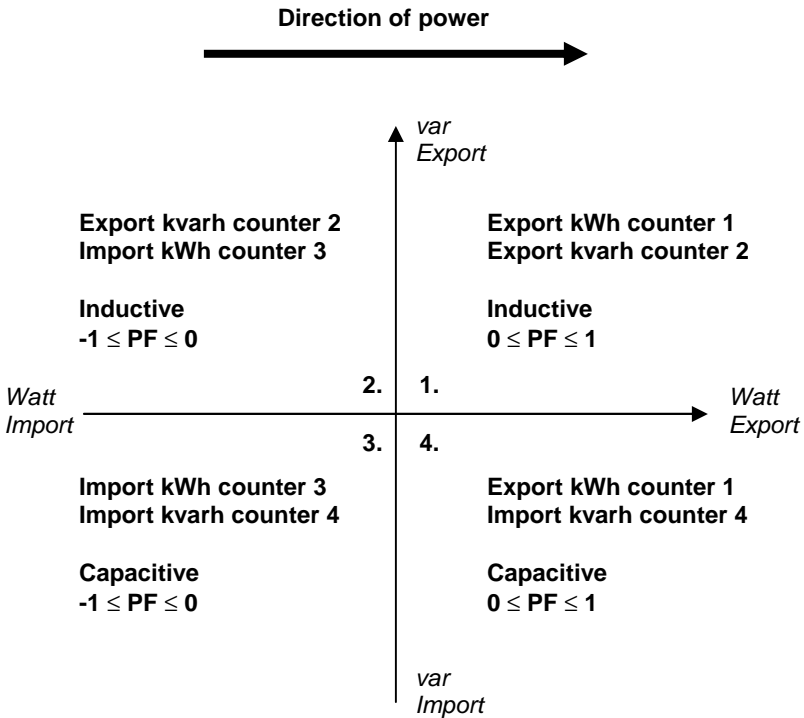 Direction of power
var
Export
Export kvarh counter 2
Import kWh counter 3
Inductive
-1 ≤ PF ≤ 0
Export kWh counter 1
Export kvarh counter 2
Inductive
0 ≤ PF ≤ 1
Watt
Import
2.
1.
Watt
Export
3.
4.
Import kWh counter 3
Import kvarh counter 4
Capacitive
-1 ≤ PF ≤ 0
Export kWh counter 1
Import kvarh counter 4
Capacitive
0 ≤ PF ≤ 1
var
Import